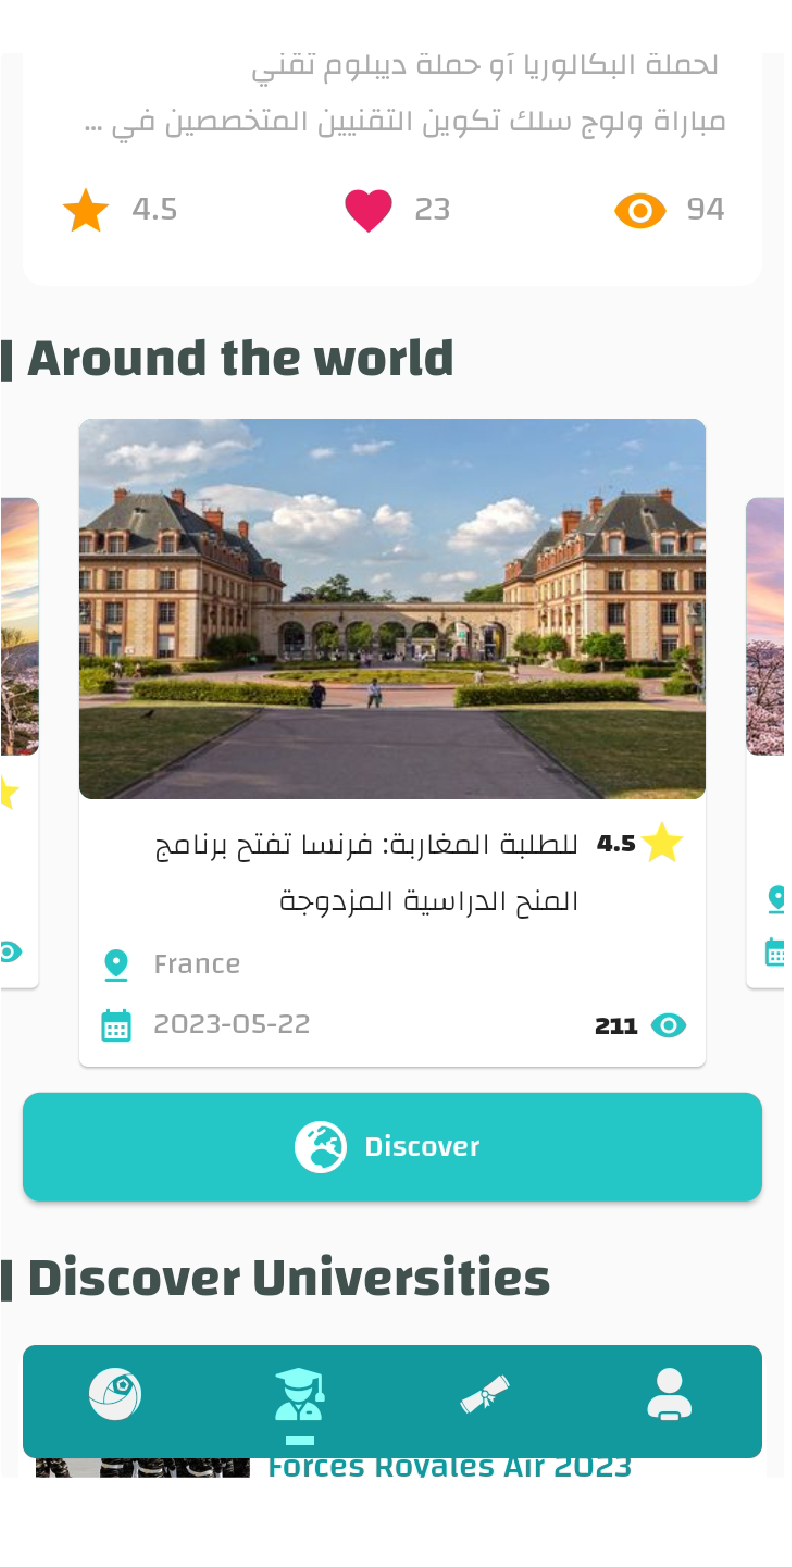 لحملة البكالوريا أو حملة ديبلوم تقني
مباراة ولوج سلك تكوين التقنيين المتخصصين في ...
4.5
23
94
Around the world
للطلبة المغاربة: فرنسا تفتح برنامج
المنح الدراسية المزدوجة
4.5
France
2023-05-22
211
Discover
Discover Universities
Forces Royales Air 2023